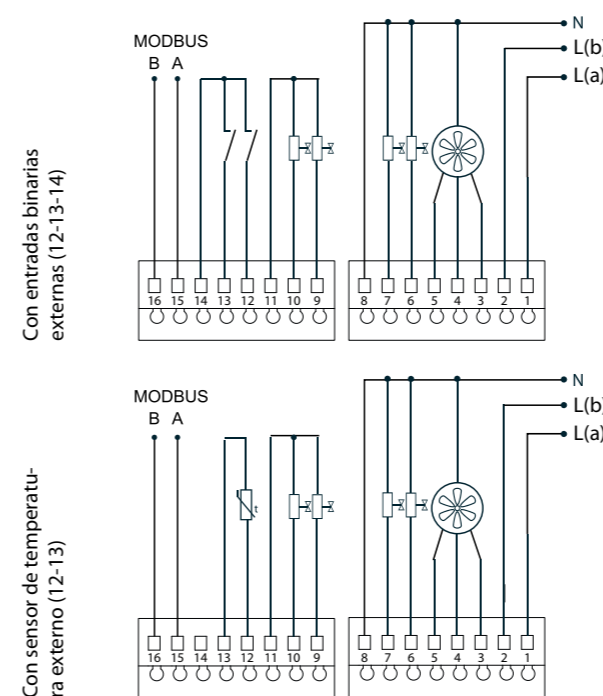 Con entradas binarias
externas (12-13-14)
MODBUS
B A
N
L(b)
L(a)
16 15 14 13 12 11 10 9
8 7 6 5 4 3 2 1
Con sensor de temperatu-
ra externo (12-13)
MODBUS
B A
t
N
L(b)
L(a)
16 15 14 13 12 11 10 9
8 7 6 5 4 3 2 1